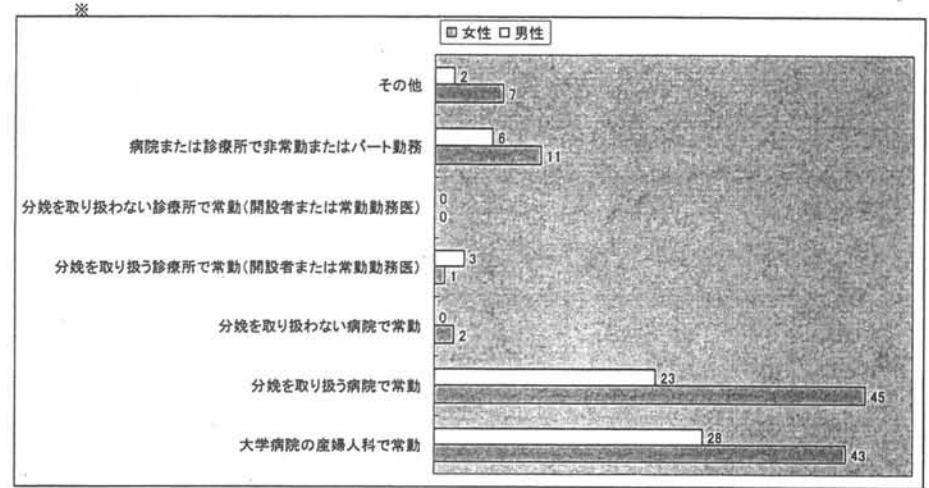 ※
女性 男性
その他
2
7
病院または診療所で非常勤またはパート勤務
6
11
分娩を取り扱わない診療所で常勤(開設者または常勤勤務医)
0
0
分娩を取り扱う診療所で常勤(開設者または常勤勤務医)
3
1
分娩を取り扱わない病院で常勤
0
2
分娩を取り扱う病院で常勤
23
45
大学病院の産婦人科で常勤
28
43